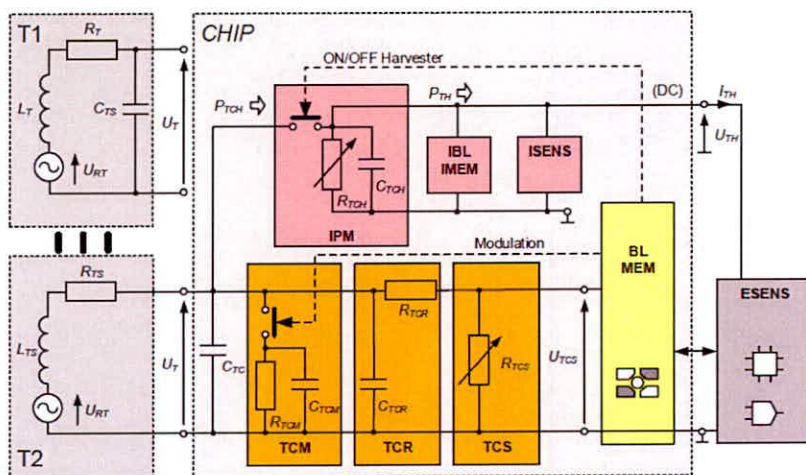 T1
R_T
L_T
C_TS
U_T
U_RT
CHIP
ON/OFF Harvester
P_TCH
P_TH
(DC)
I_TH
U_TH
R_TCH
C_TCH
IPM
IBL
IMEM
ISENS
Modulation
BL
MEM
ESENS
R_TS
L_TS
U_T
U_RT
T2
C_TC
R_TCM
C_TCM
TCM
R_TCR
C_TCR
TCR
R_TCS
TCS
U_TCS